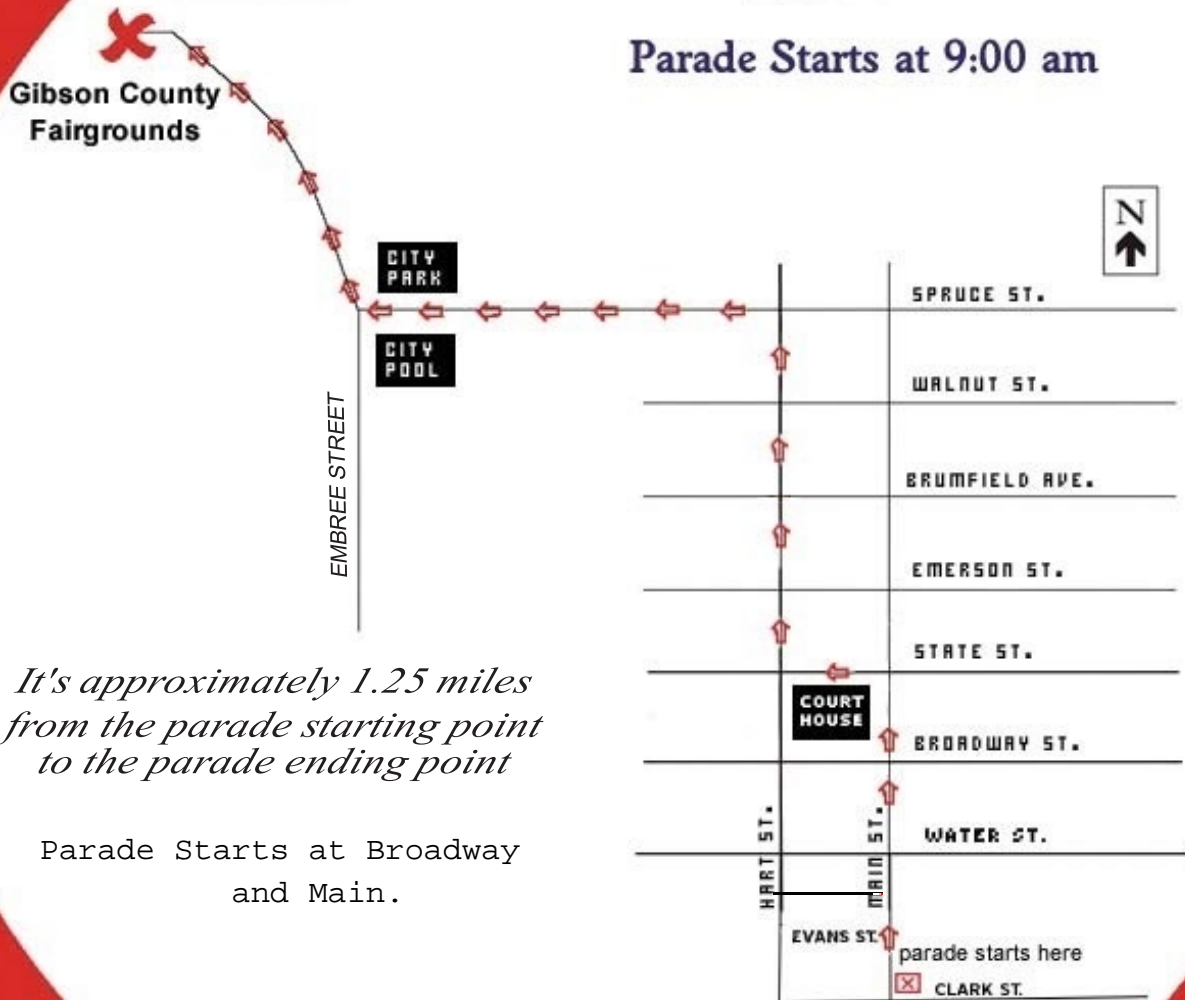 Parade Starts at 9:00 am
Gibson County
Fairgrounds
N
CITY
PARK
SPRUCE ST.
CITY
POOL
WALNUT ST.
EMBREE STREET
BRUMFIELD AVE.
EMERSON ST.
STATE ST.
It's approximately 1.25 miles
from the parade starting point
to the parade ending point
COURT
HOUSE
BROADWAY ST.
Parade Starts at Broadway
and Main.
HART ST.
MAIN ST.
WATER ST.
EVANS ST.
parade starts here
CLARK ST.